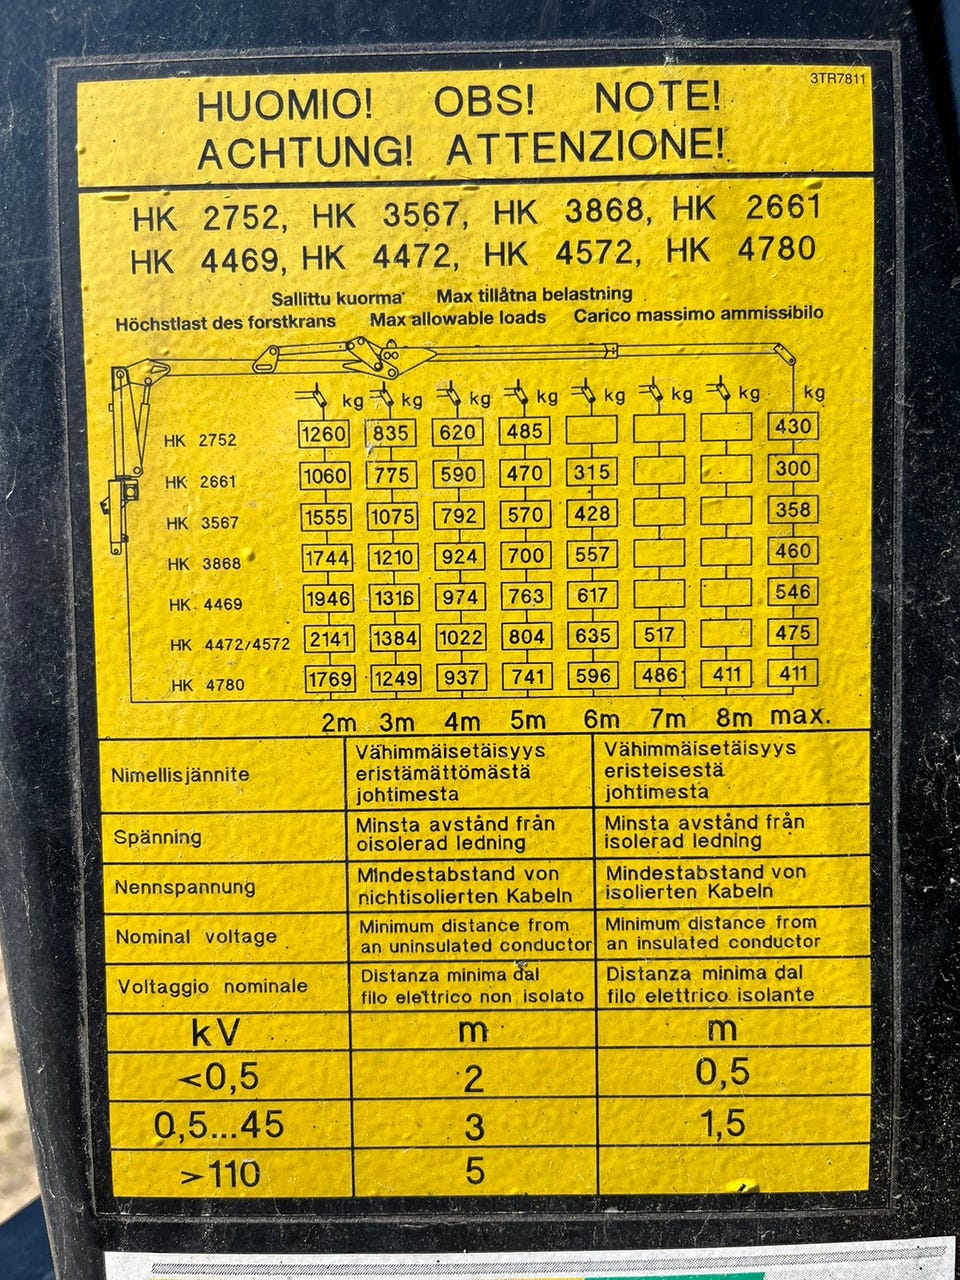 3TR7811
HUOMIO! OBS! NOTE!
ACHTUNG! ATTENZIONE!
HK 2752, HK 3567, HK 3868, HK 2661
HK 4469, HK 4472, HK 4572, HK 4780
Sallittu kuorma Max tillåtna belastning
Höchstlast des forstkrans Max allowable loads Carico massimo ammissibilo
kg kg kg kg kg kg kg kg
HK 2752 1260 835 620 485 430
HK 2661 1060 775 590 470 315 300
HK 3567 1555 1075 792 570 428 358
HK 3868 1744 1210 924 700 557 460
HK 4469 1946 1316 974 763 617 546
HK 4472/4572 2141 1384 1022 804 635 517 475
HK 4780 1769 1249 937 741 596 486 411 411
2m 3m 4m 5m 6m 7m 8m max.
Nimellisjännite
Vähimmäisetäisyys
eristämättömästä
johtimesta
Vähimmäisetäisyys
eristeisestä
johtimesta
Spänning
Minsta avstånd från
oisolerad ledning
Minsta avstånd från
isolerad ledning
Nennspannung
Mindestabstand von
nichtisolierten Kabeln
Mindestabstand von
isolierten Kabeln
Nominal voltage
Minimum distance from
an uninsulated conductor
Minimum distance from
an insulated conductor
Voltaggio nominale
Distanza minima dal
filo elettrico non isolato
Distanza minima dal
filo elettrico isolante
kV m m
<0,5 2 0,5
0,5...45 3 1,5
>110 5